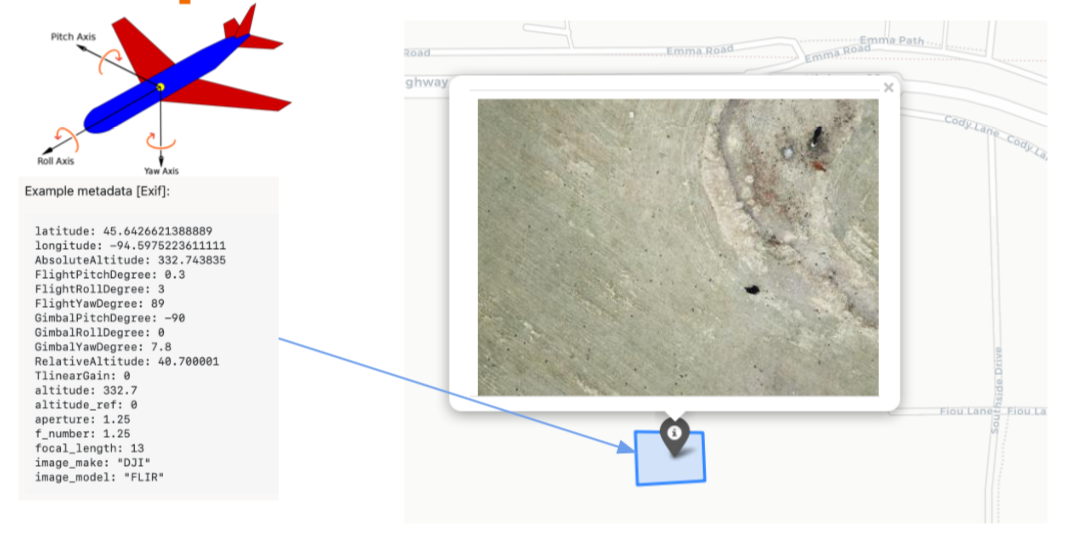 Pitch Axis
Roll Axis
Yaw Axis
Example metadata [Exif]:
latitude: 45.6426621388889
longitude: -94.5975223611111
AbsoluteAltitude: 332.743835
FlightPitchDegree: 0.3
FlightRollDegree: 3
FlightYawDegree: 89
GimbalPitchDegree: -90
GimbalRollDegree: 0
GimbalYawDegree: 7.8
RelativeAltitude: 40.700001
TlinearGain: 0
altitude: 332.7
altitude_ref: 0
aperture: 1.25
f_number: 1.25
focal_length: 13
image_make: "DJI"
image_model: "FLIR"
Road
Emma Road
Emma Road
Emma Path
ghway
×
Cody Lane
Cody La
i
Southside Drive
Fiou Lane
Fiou La